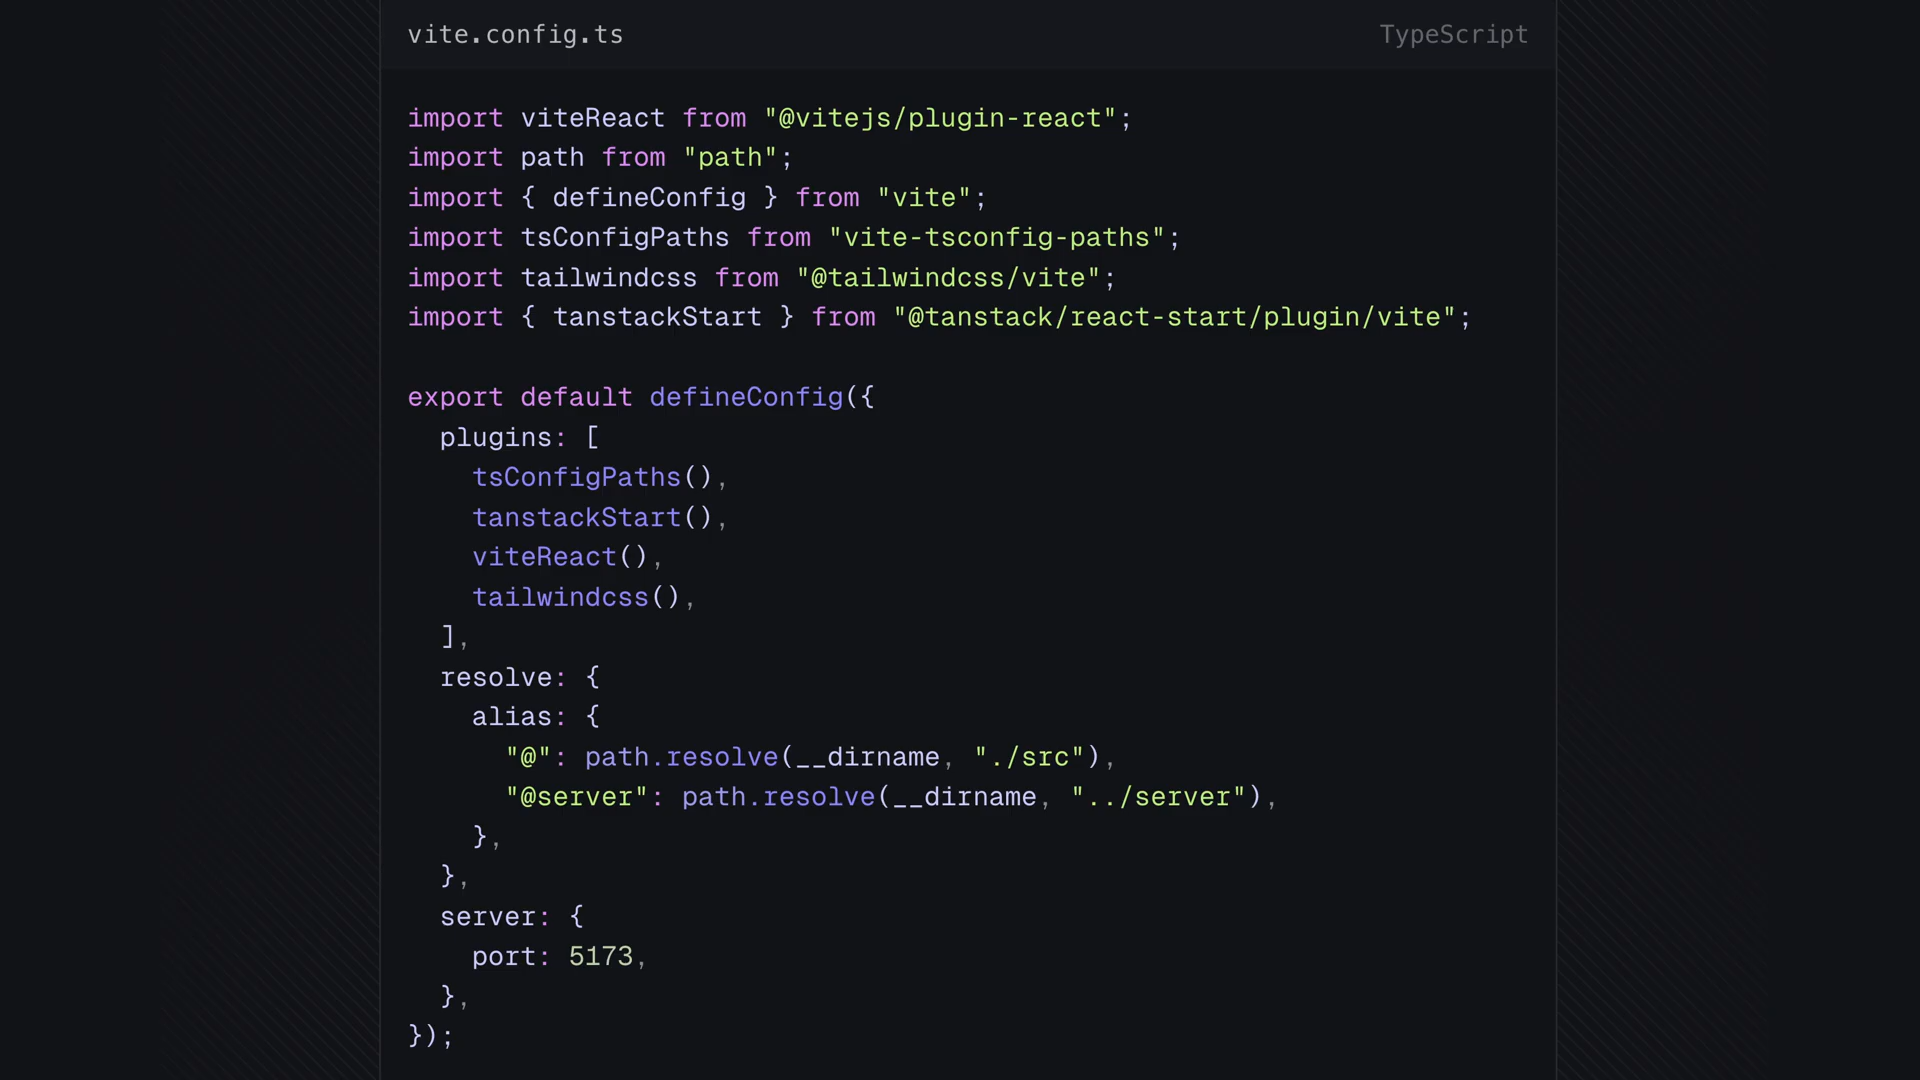 vite.config.ts
TypeScript
import viteReact from "@vitejs/plugin-react";
import path from "path";
import { defineConfig } from "vite";
import tsConfigPaths from "vite-tsconfig-paths";
import tailwindcss from "@tailwindcss/vite";
import { tanstackStart } from "@tanstack/react-start/plugin/vite";

export default defineConfig({
  plugins: [
    tsConfigPaths(),
    tanstackStart(),
    viteReact(),
    tailwindcss(),
  ],
  resolve: {
    alias: {
      "@": path.resolve(__dirname, "./src"),
      "@server": path.resolve(__dirname, "../server"),
    },
  },
  server: {
    port: 5173,
  },
});